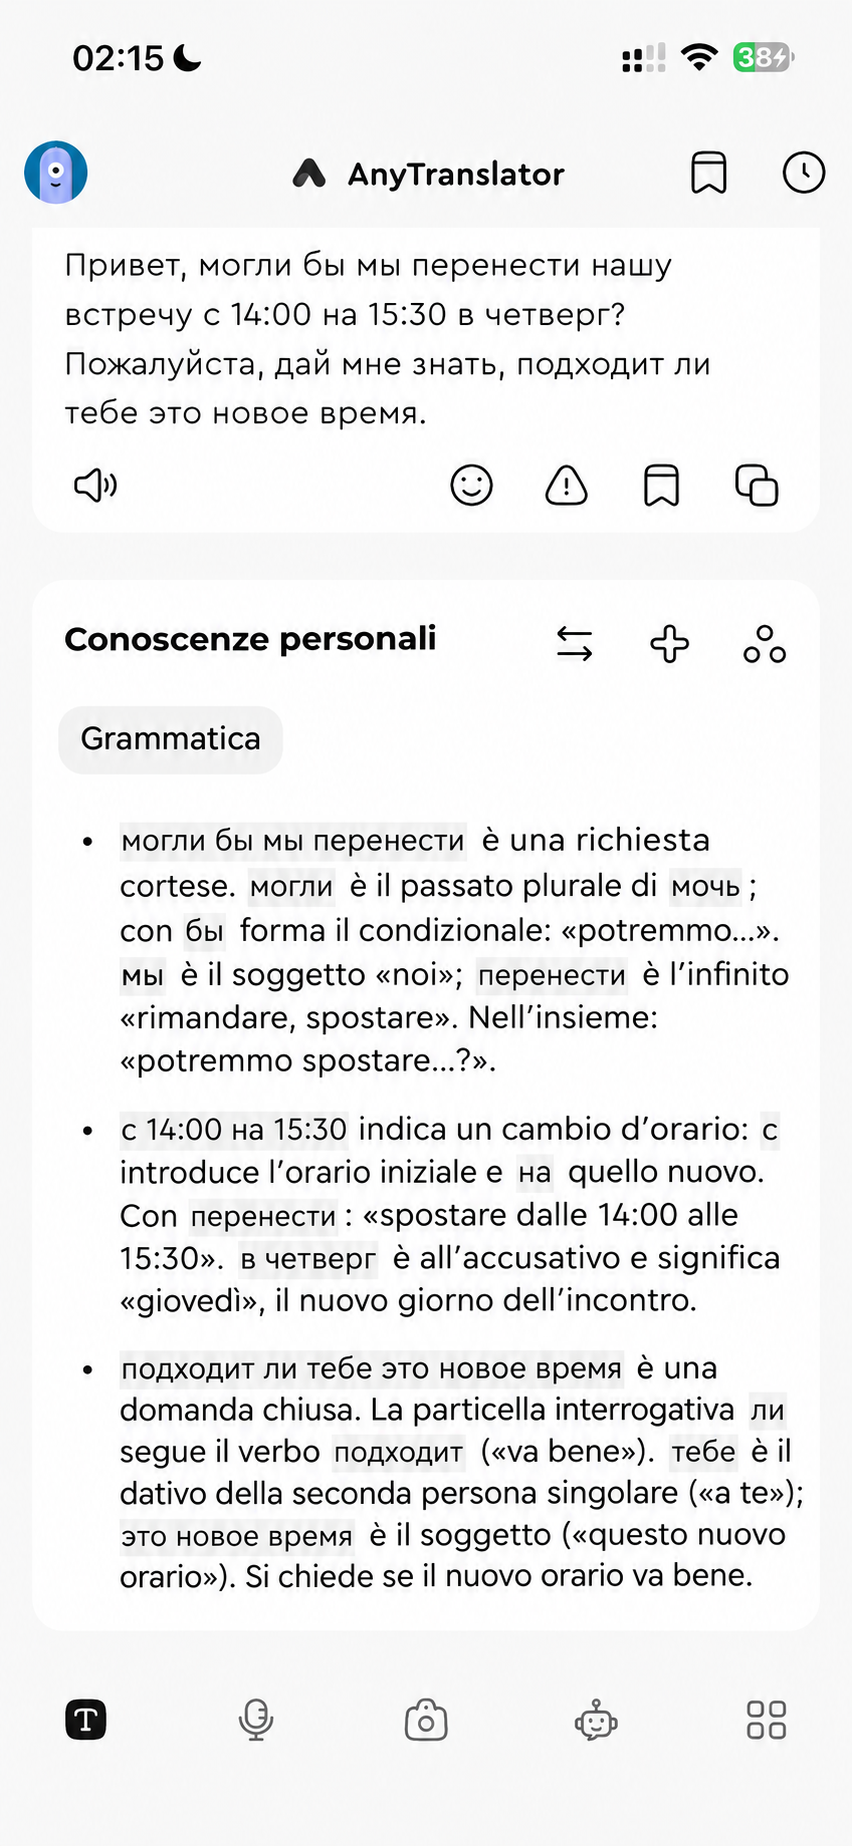 02:15
38
AnyTranslator
Привет, могли бы мы перенести нашу
встречу с 14:00 на 15:30 в четверг?
Пожалуйста, дай мне знать, подходит ли
тебе это новое время.
Conoscenze personali
Grammatica
• могли бы мы перенести è una richiesta
cortese. могли è il passato plurale di мочь ;
con бы forma il condizionale: «potremmo...».
мы è il soggetto «noi»; перенести è l'infinito
«rimandare, spostare». Nell'insieme:
«potremmo spostare...?».
• с 14:00 на 15:30 indica un cambio d'orario: с
introduce l'orario iniziale e на quello nuovo.
Con перенести : «spostare dalle 14:00 alle
15:30». в четверг è all'accusativo e significa
«giovedì», il nuovo giorno dell'incontro.
• подходит ли тебе это новое время è una
domanda chiusa. La particella interrogativa ли
segue il verbo подходит («va bene»). тебе è il
dativo della seconda persona singolare («a te»);
это новое время è il soggetto («questo nuovo
orario»). Si chiede se il nuovo orario va bene.
T